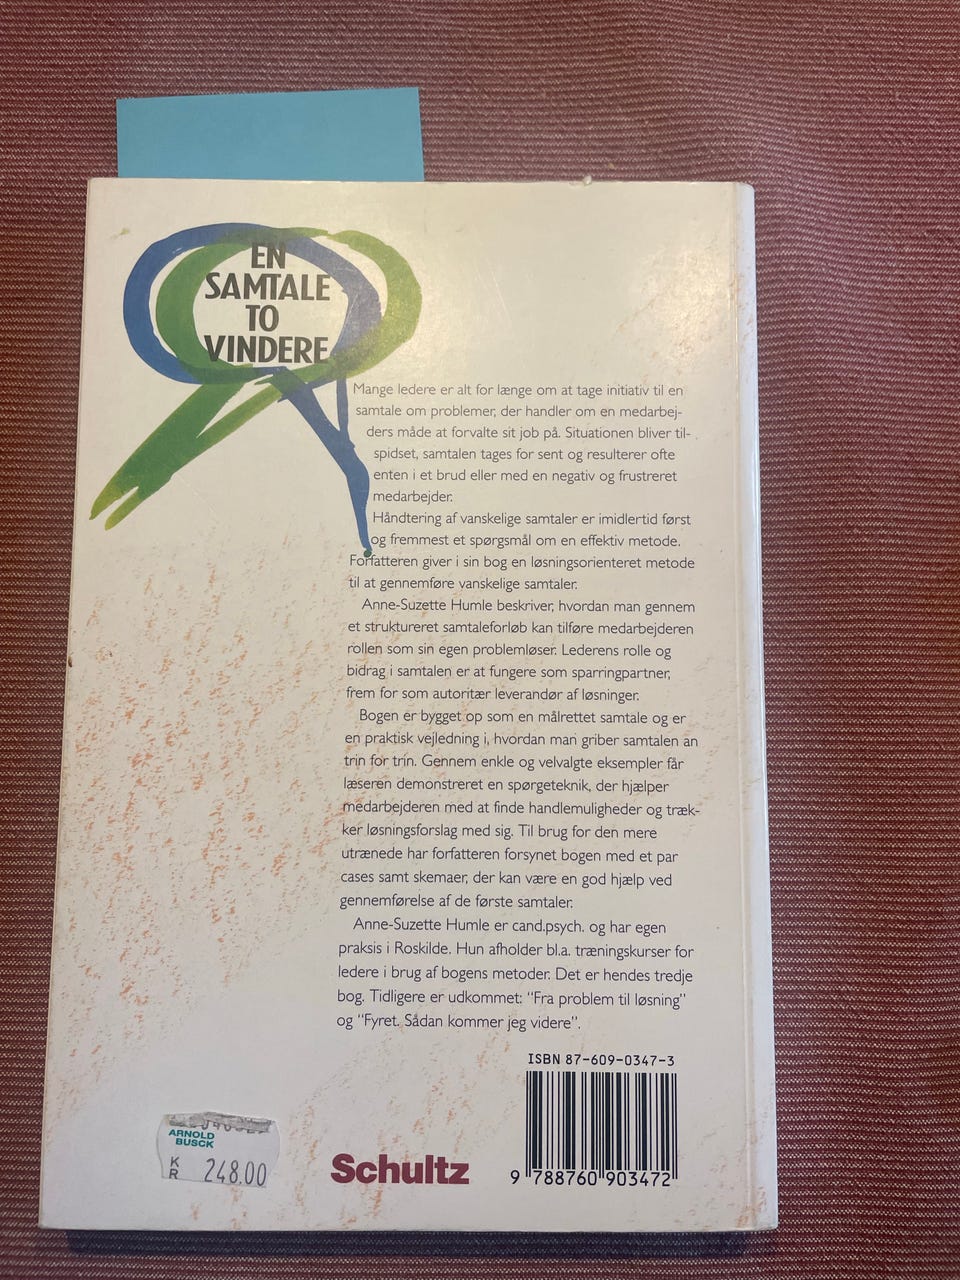 EN
SAMTALE
TO
VINDERE
Mange ledere er alt for længe om at tage initiativ til en
samtale om problemer, der handler om en medarbej-
ders måde at forvalte sit job på. Situationen bliver til-
spidset, samtalen tages for sent og resulterer ofte
enten i et brud eller med en negativ og frustreret
medarbejder.
Håndtering af vanskelige samtaler er imidlertid først
og fremmest et spørgsmål om en effektiv metode.
Forfatteren giver i sin bog en løsningsorienteret metode
til at gennemføre vanskelige samtaler.
Anne-Suzette Humle beskriver, hvordan man gennem
et struktureret samtaleforløb kan tilføre medarbejderen
rollen som sin egen problemløser. Lederens rolle og
bidrag i samtalen er at fungere som sparringpartner,
frem for som autoritær leverandør af løsninger.
Bogen er bygget op som en målrettet samtale og er
en praktisk vejledning i, hvordan man griber samtalen an
trin for trin. Gennem enkle og velvalgte eksempler får
læseren demonstreret en spørgeteknik, der hjælper
medarbejderen med at finde handlemuligheder og træk-
ker løsningsforslag med sig. Til brug for den mere
utrænede har forfatteren forsynet bogen med et par
cases samt skemaer, der kan være en god hjælp ved
gennemførelse af de første samtaler.
Anne-Suzette Humle er cand.psych. og har egen
praksis i Roskilde. Hun afholder bl.a. træningskurser for
ledere i brug af bogens metoder. Det er hendes tredje
bog. Tidligere er udkommet: “Fra problem til løsning”
og “Fyret. Sådan kommer jeg videre”.
ISBN 87-609-0347-3
9 788760 903472
ARNOLD
BUSCK
KR 248.00
Schultz